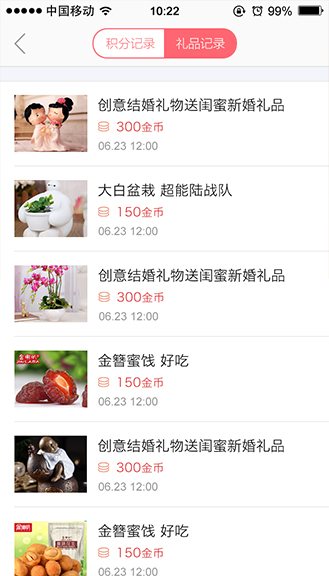 中国移动 10:22 99%
积分记录 礼品记录
创意结婚礼物送闺蜜新婚礼品
300金币
06.23 12:00
大白盆栽 超能陆战队
150金币
06.23 12:00
创意结婚礼物送闺蜜新婚礼品
300金币
06.23 12:00
金簪蜜饯 好吃
150金币
06.23 12:00
创意结婚礼物送闺蜜新婚礼品
300金币
06.23 12:00
金簪蜜饯 好吃
150金币